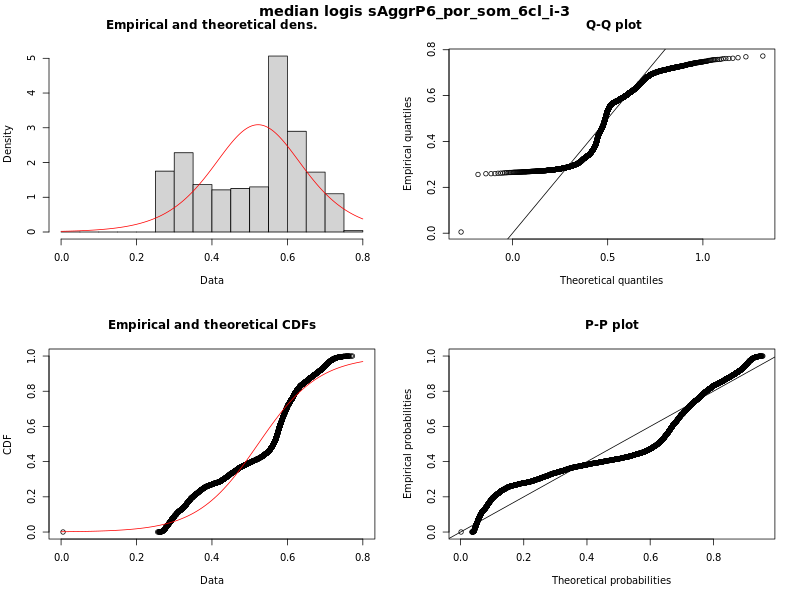 median logis sAggrP6_por_som_6cl_i-3
Empirical and theoretical dens.
Density
0 1 2 3 4 5
0.0 0.2 0.4 0.6 0.8
Data
Q-Q plot
Empirical quantiles
0.0 0.2 0.4 0.6 0.8
0.0 0.5 1.0
Theoretical quantiles
Empirical and theoretical CDFs
CDF
0.0 0.2 0.4 0.6 0.8 1.0
0.0 0.2 0.4 0.6 0.8
Data
P-P plot
Empirical probabilities
0.0 0.2 0.4 0.6 0.8 1.0
0.0 0.2 0.4 0.6 0.8
Theoretical probabilities